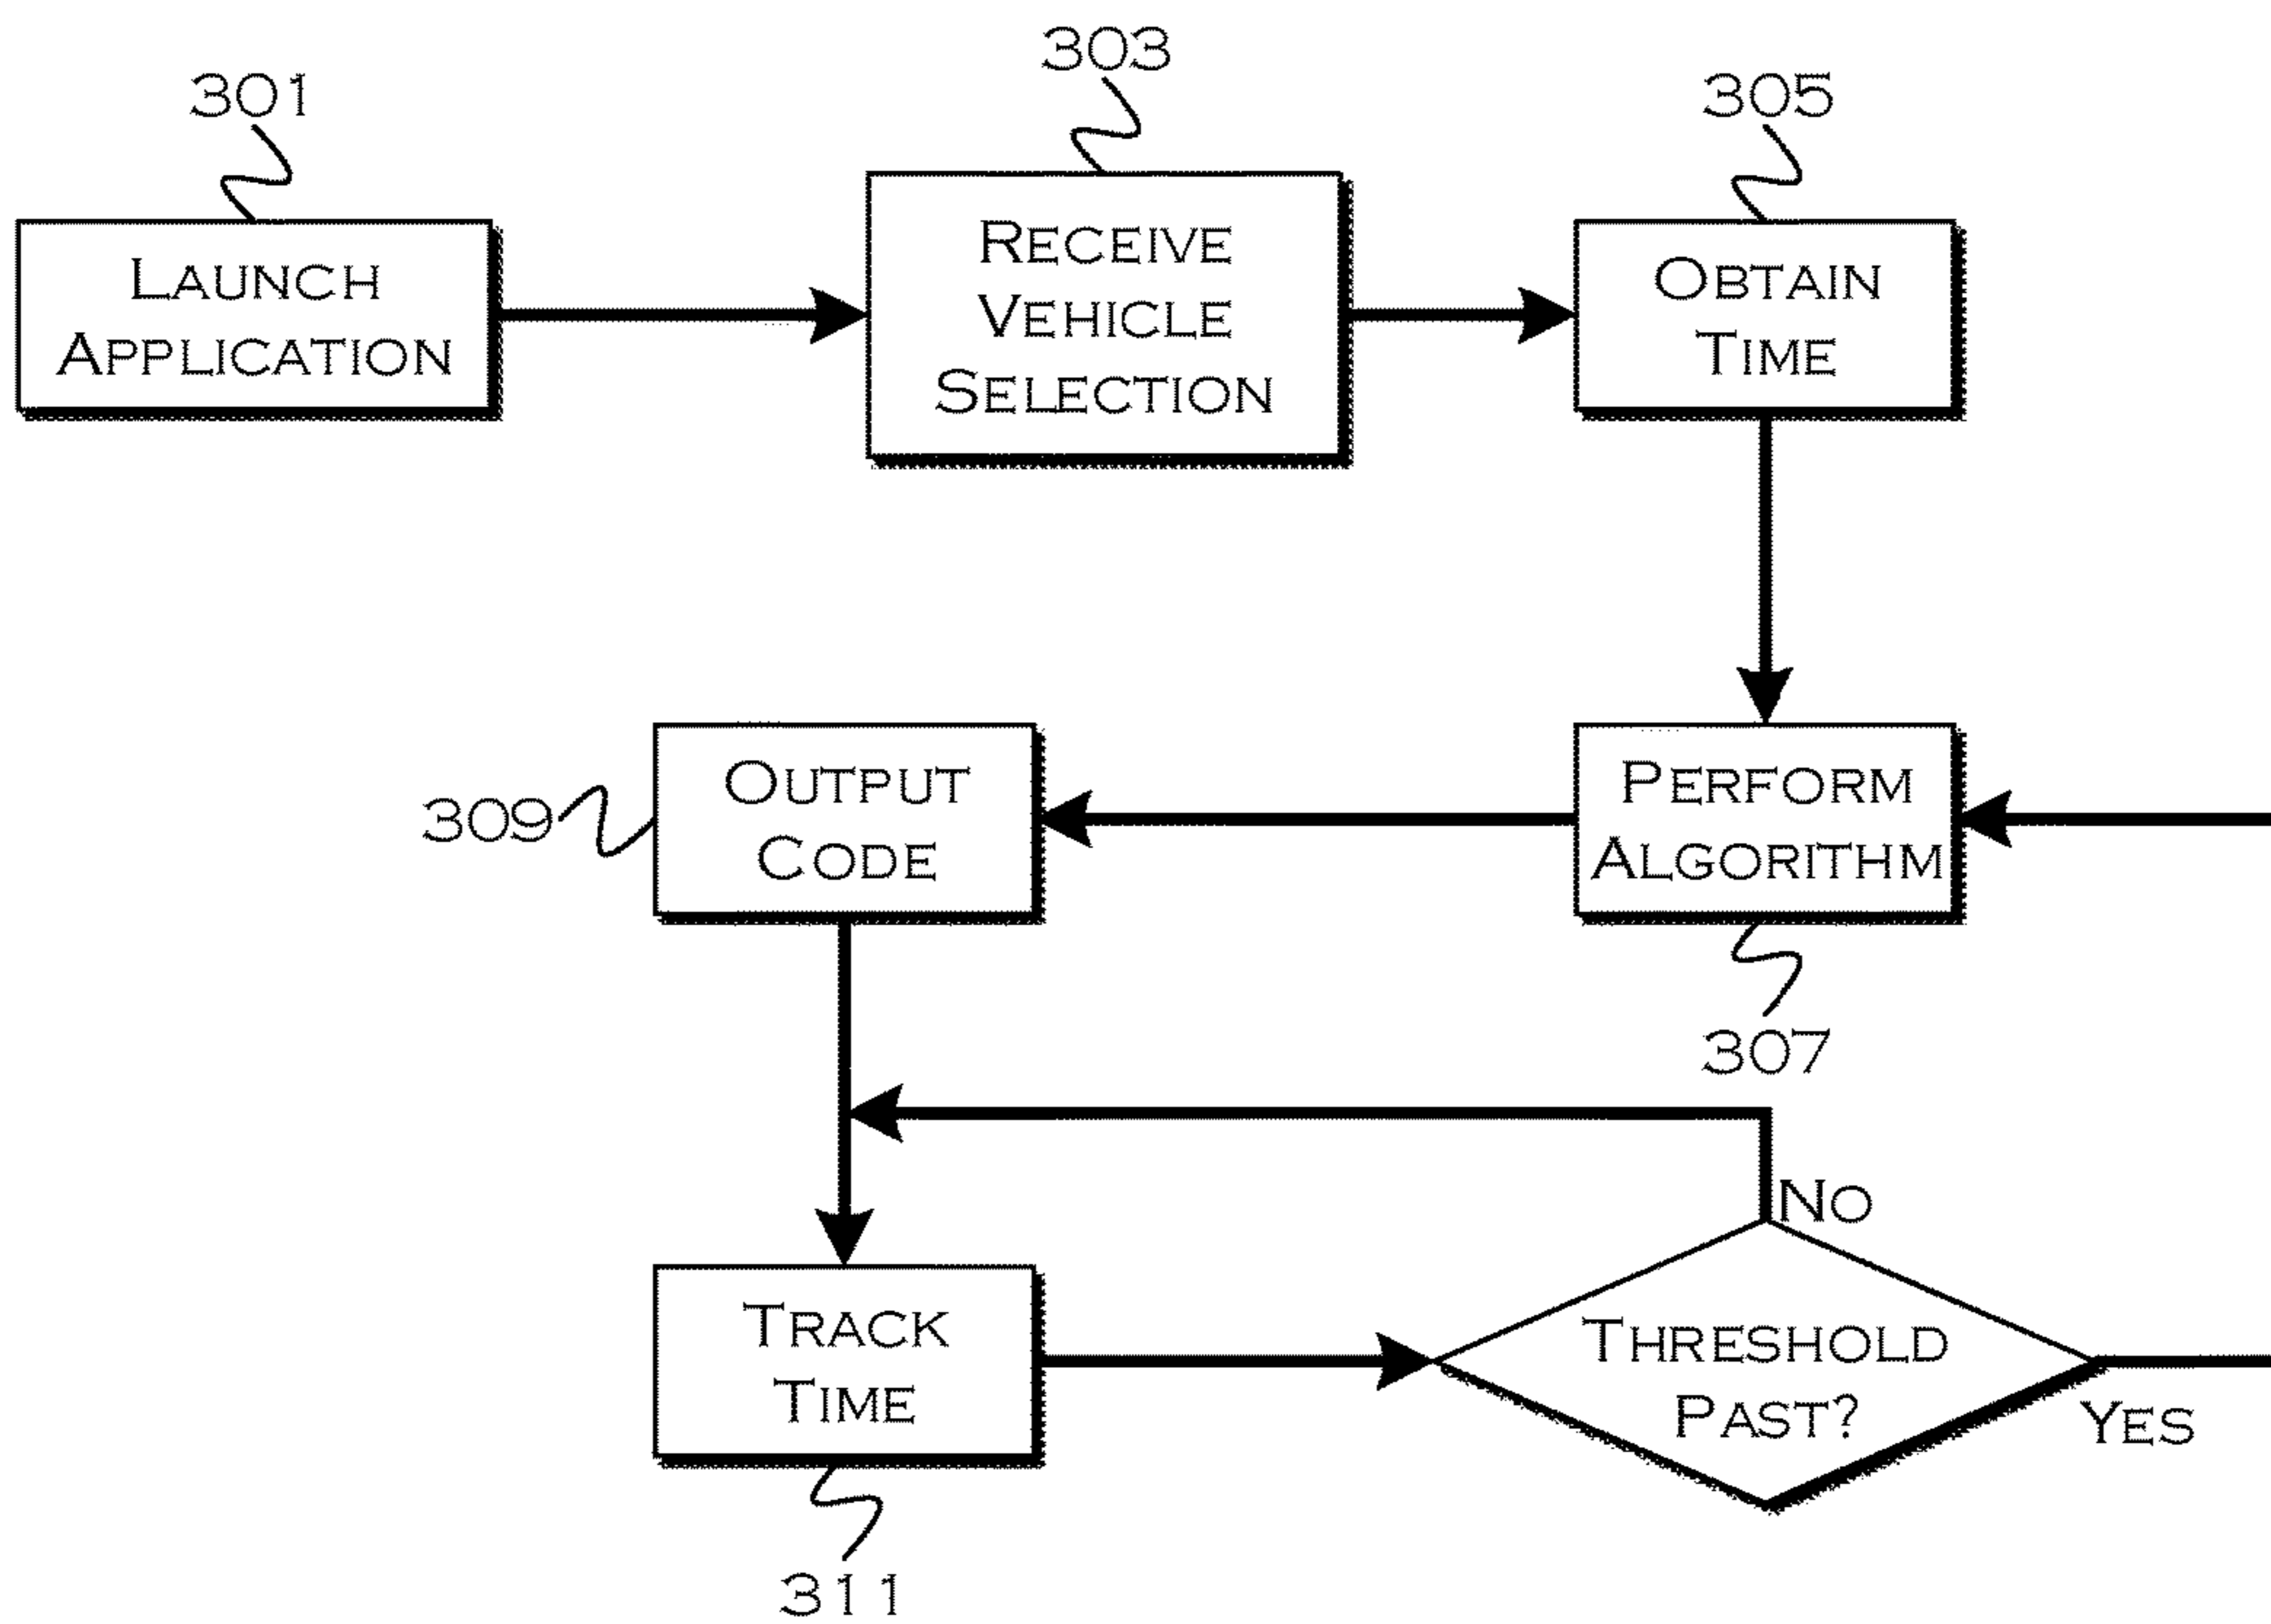 301
LAUNCH
APPLICATION
303
RECEIVE
VEHICLE
SELECTION
305
OBTAIN
TIME
309
OUTPUT
CODE
PERFORM
ALGORITHM
307
TRACK
TIME
311
NO
THRESHOLD
PAST?
YES